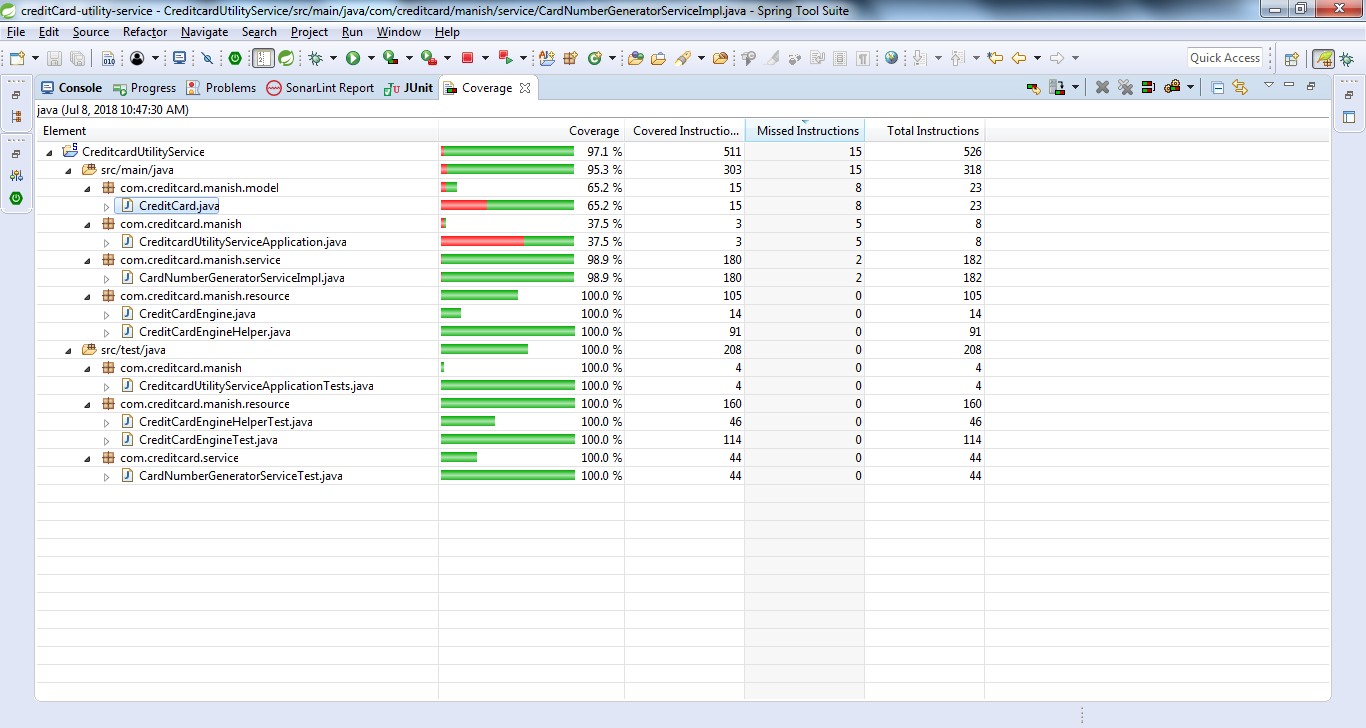 creditCard-utility-service - CreditcardUtilityService/src/main/java/com/creditcard/manish/service/CardNumberGeneratorServiceImpl.java - Spring Tool Suite
File Edit Source Refactor Navigate Search Project Run Window Help
Quick Access
Console Progress Problems SonarLint Report JUnit Coverage
java (Jul 8, 2018 10:47:30 AM)
Element Coverage Covered Instructio... Missed Instructions Total Instructions
CreditcardUtilityService 97.1 % 511 15 526
src/main/java 95.3 % 303 15 318
com.creditcard.manish.model 65.2 % 15 8 23
CreditCard.java 65.2 % 15 8 23
com.creditcard.manish 37.5 % 3 5 8
CreditcardUtilityServiceApplication.java 37.5 % 3 5 8
com.creditcard.manish.service 98.9 % 180 2 182
CardNumberGeneratorServiceImpl.java 98.9 % 180 2 182
com.creditcard.manish.resource 100.0 % 105 0 105
CreditCardEngine.java 100.0 % 14 0 14
CreditCardEngineHelper.java 100.0 % 91 0 91
src/test/java 100.0 % 208 0 208
com.creditcard.manish 100.0 % 4 0 4
CreditcardUtilityServiceApplicationTests.java 100.0 % 4 0 4
com.creditcard.manish.resource 100.0 % 160 0 160
CreditCardEngineHelperTest.java 100.0 % 46 0 46
CreditCardEngineTest.java 100.0 % 114 0 114
com.creditcard.service 100.0 % 44 0 44
CardNumberGeneratorServiceTest.java 100.0 % 44 0 44